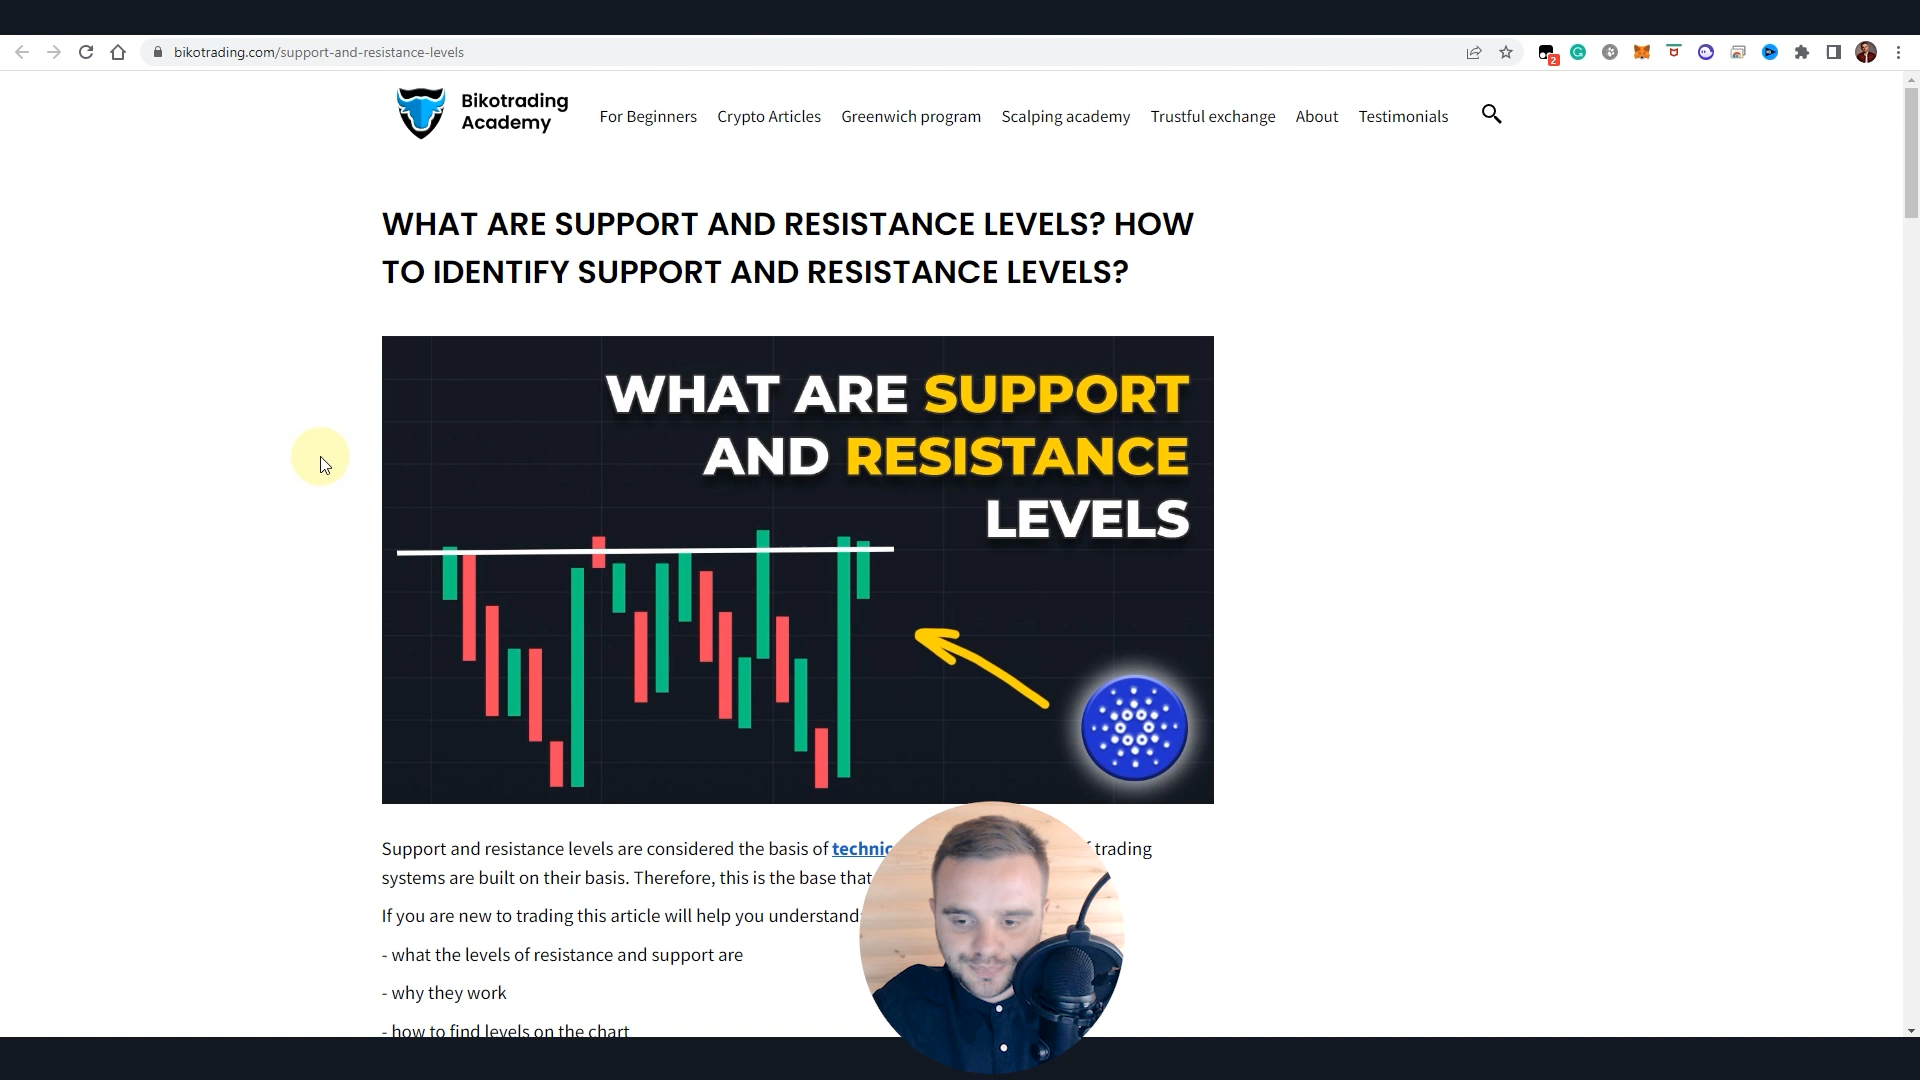 bikotrading.com/support-and-resistance-levels
2
Bikotrading
Academy
For Beginners Crypto Articles Greenwich program Scalping academy Trustful exchange About Testimonials
WHAT ARE SUPPORT AND RESISTANCE LEVELS? HOW
TO IDENTIFY SUPPORT AND RESISTANCE LEVELS?
WHAT ARE SUPPORT
AND RESISTANCE
LEVELS
Support and resistance levels are considered the basis of trading
systems are built on their basis. Therefore, this is the base that
If you are new to trading this article will help you understand:
- what the levels of resistance and support are
- why they work
- how to find levels on the chart